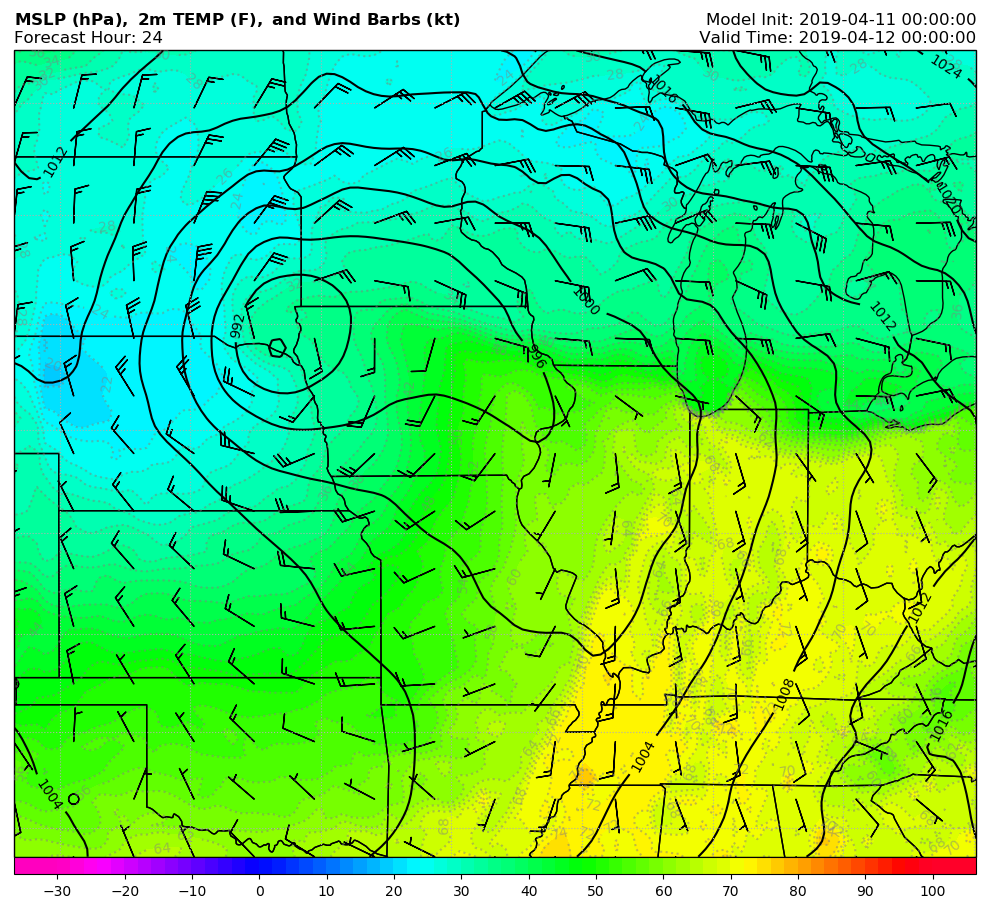 MSLP (hPa), 2m TEMP (F), and Wind Barbs (kt)
Model Init: 2019-04-11 00:00:00
Forecast Hour: 24
Valid Time: 2019-04-12 00:00:00
1024
1016
1012
1020
1000
992
1012
996
1012
1008
1016
1004
1004
−30 −20 −10 0 10 20 30 40 50 60 70 80 90 100